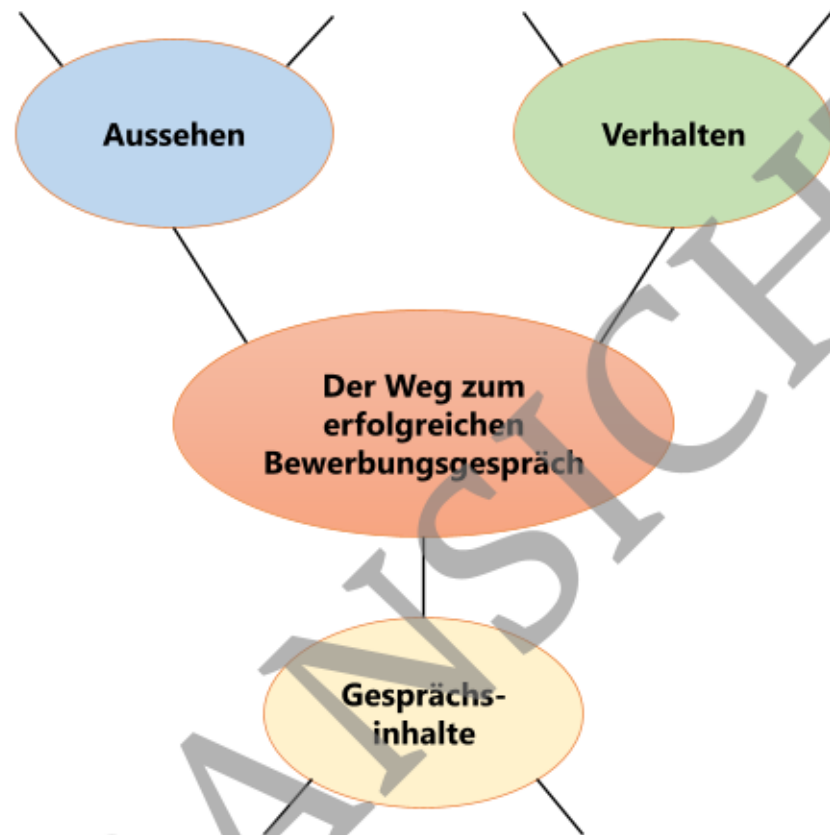 Aussehen
Verhalten
Der Weg zum
erfolgreichen
Bewerbungsgespräch
Gesprächs-
inhalte
ANSICH